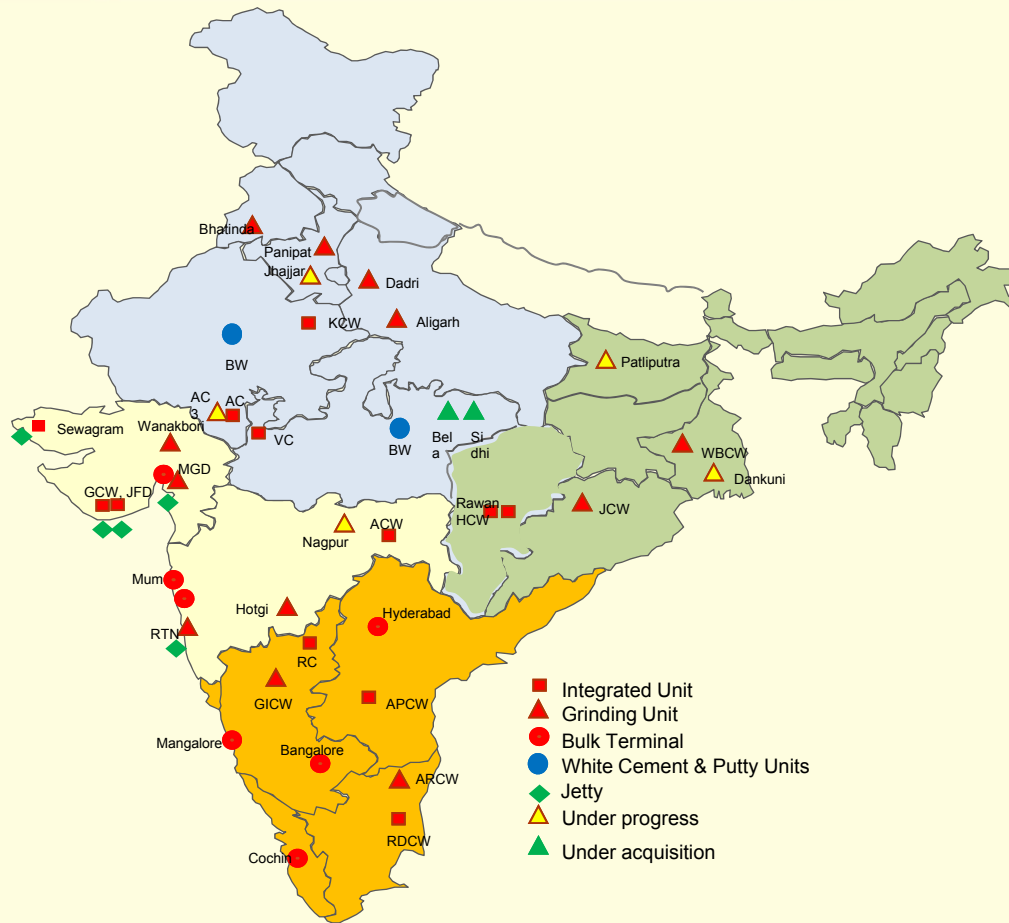 Bhatinda
Panipat
Jhajjar
Dadri
KCW
Aligarh
BW
Patliputra
AC
3
AC
Sewagram
Wanakbori
VC
BW
Bel
a
Si
dhi
WBCW
MGD
Dankuni
GCW, JFD
Rawan
HCW
JCW
ACW
Nagpur
Mum
Hotgi
Hyderabad
RTN
RC
GICW
APCW
Integrated Unit
Grinding Unit
Mangalore
Bangalore
Bulk Terminal
White Cement & Putty Units
ARCW
Jetty
Under progress
RDCW
Under acquisition
Cochin